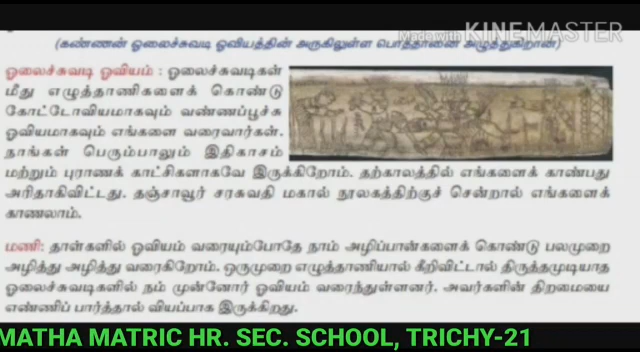 Made with KINEMASTER
(கண்ணன் ஓலைச்சுவடி ஓவியத்தின் அருகிலுள்ள பொத்தானை அழுத்துகிறான்)
ஓலைச்சுவடி ஓவியம் : ஓலைச்சுவடிகள்
மீது எழுத்தாணிகளைக் கொண்டு
கோட்டோவியமாகவும் வண்ணப்பூச்சு
ஓவியமாகவும் எங்களை வரைவார்கள்.
நாங்கள் பெரும்பாலும் இதிகாசம்
மற்றும் புராணக் காட்சிகளாகவே இருக்கிறோம். தற்காலத்தில் எங்களைக் காண்பது
அரிதாகிவிட்டது. தஞ்சாவூர் சரசுவதி மகால் நூலகத்திற்குச் சென்றால் எங்களைக்
காணலாம்.
மணி: தாள்களில் ஓவியம் வரையும்போதே நாம் அழிப்பான்களைக் கொண்டு பலமுறை
அழித்து அழித்து வரைகிறோம். ஒருமுறை எழுத்தாணியால் கீறிவிட்டால் திருத்தமுடியாத
ஓலைச்சுவடிகளில் நம் முன்னோர் ஓவியம் வரைந்துள்ளனர். அவர்களின் திறமையை
எண்ணிப் பார்த்தால் வியப்பாக இருக்கிறது.
MATHA MATRIC HR. SEC. SCHOOL, TRICHY-21